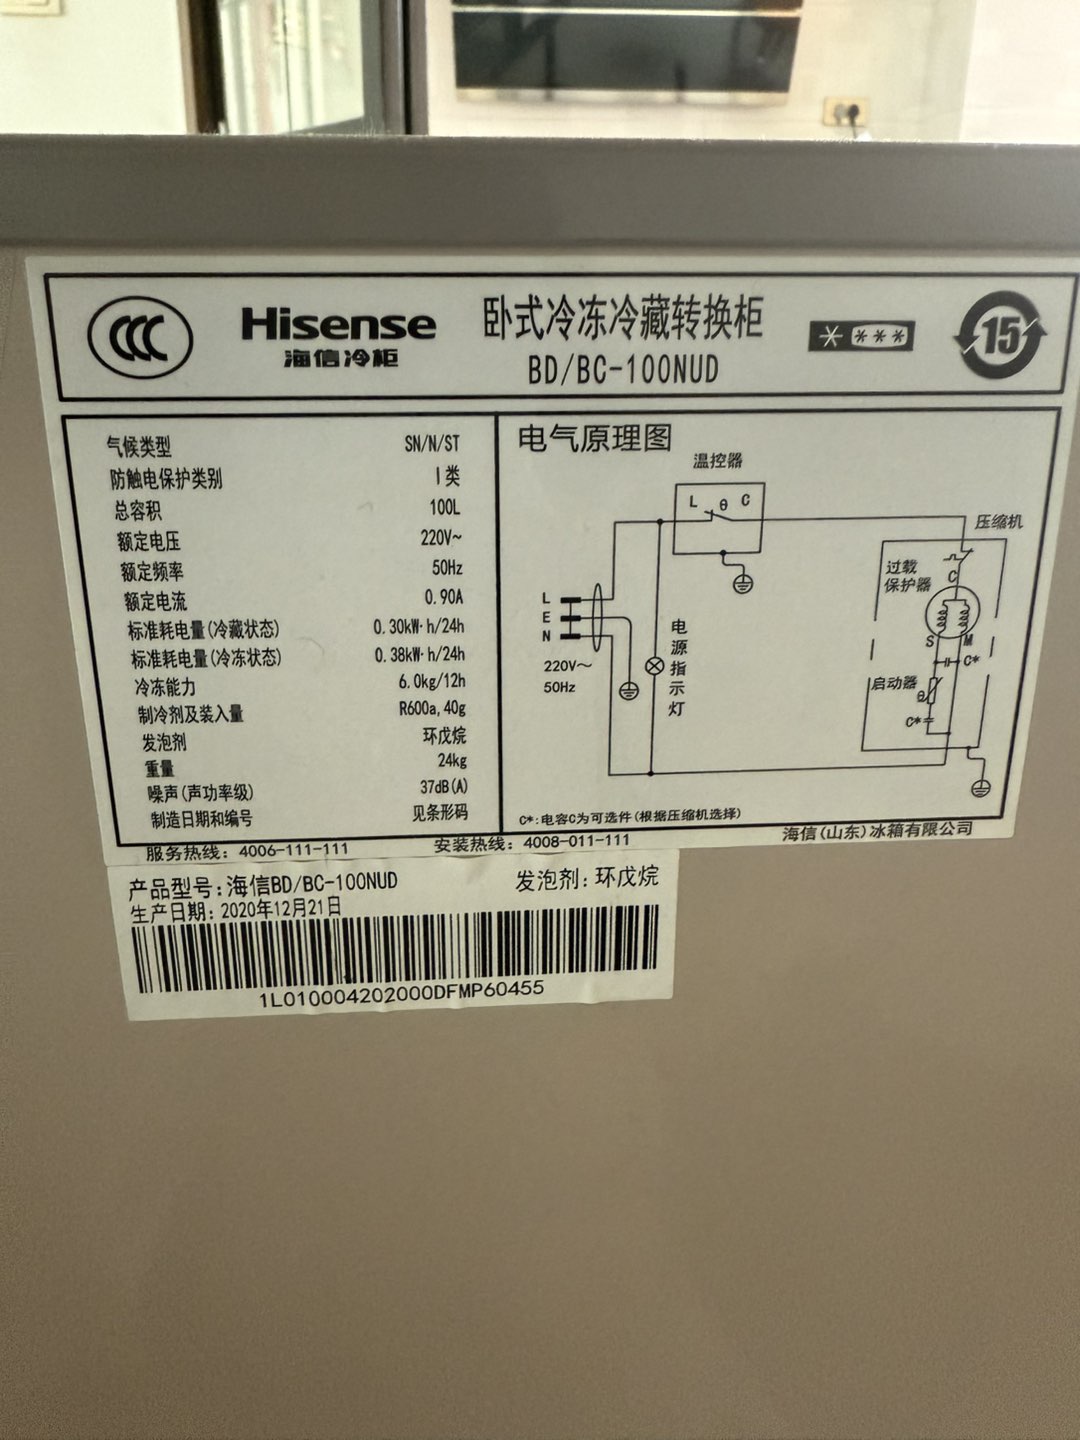 Hisense
海信冷柜
卧式冷冻冷藏转换柜
BD/BC-100NUD
****
15
气候类型 SN/N/ST
防触电保护类别 I类
总容积 100L
额定电压 220V~
额定频率 50Hz
额定电流 0.90A
标准耗电量(冷藏状态) 0.30kW·h/24h
标准耗电量(冷冻状态) 0.38kW·h/24h
冷冻能力 6.0kg/12h
制冷剂及装入量 R600a,40g
发泡剂 环戊烷
重量 24kg
噪声(声功率级) 37dB(A)
制造日期和编号 见条形码
电气原理图
温控器
L θ C
压缩机
过载
保护器
C
S M
C*
启动器
θ
C*
L
E
N
220V~
50Hz
电源指示灯
C*:电容C为可选件(根据压缩机选择)
服务热线: 4006-111-111 安装热线: 4008-011-111 海信(山东)冰箱有限公司
产品型号: 海信BD/BC-100NUD 发泡剂: 环戊烷
生产日期: 2020年12月21日
1L010004202000DFMP60455